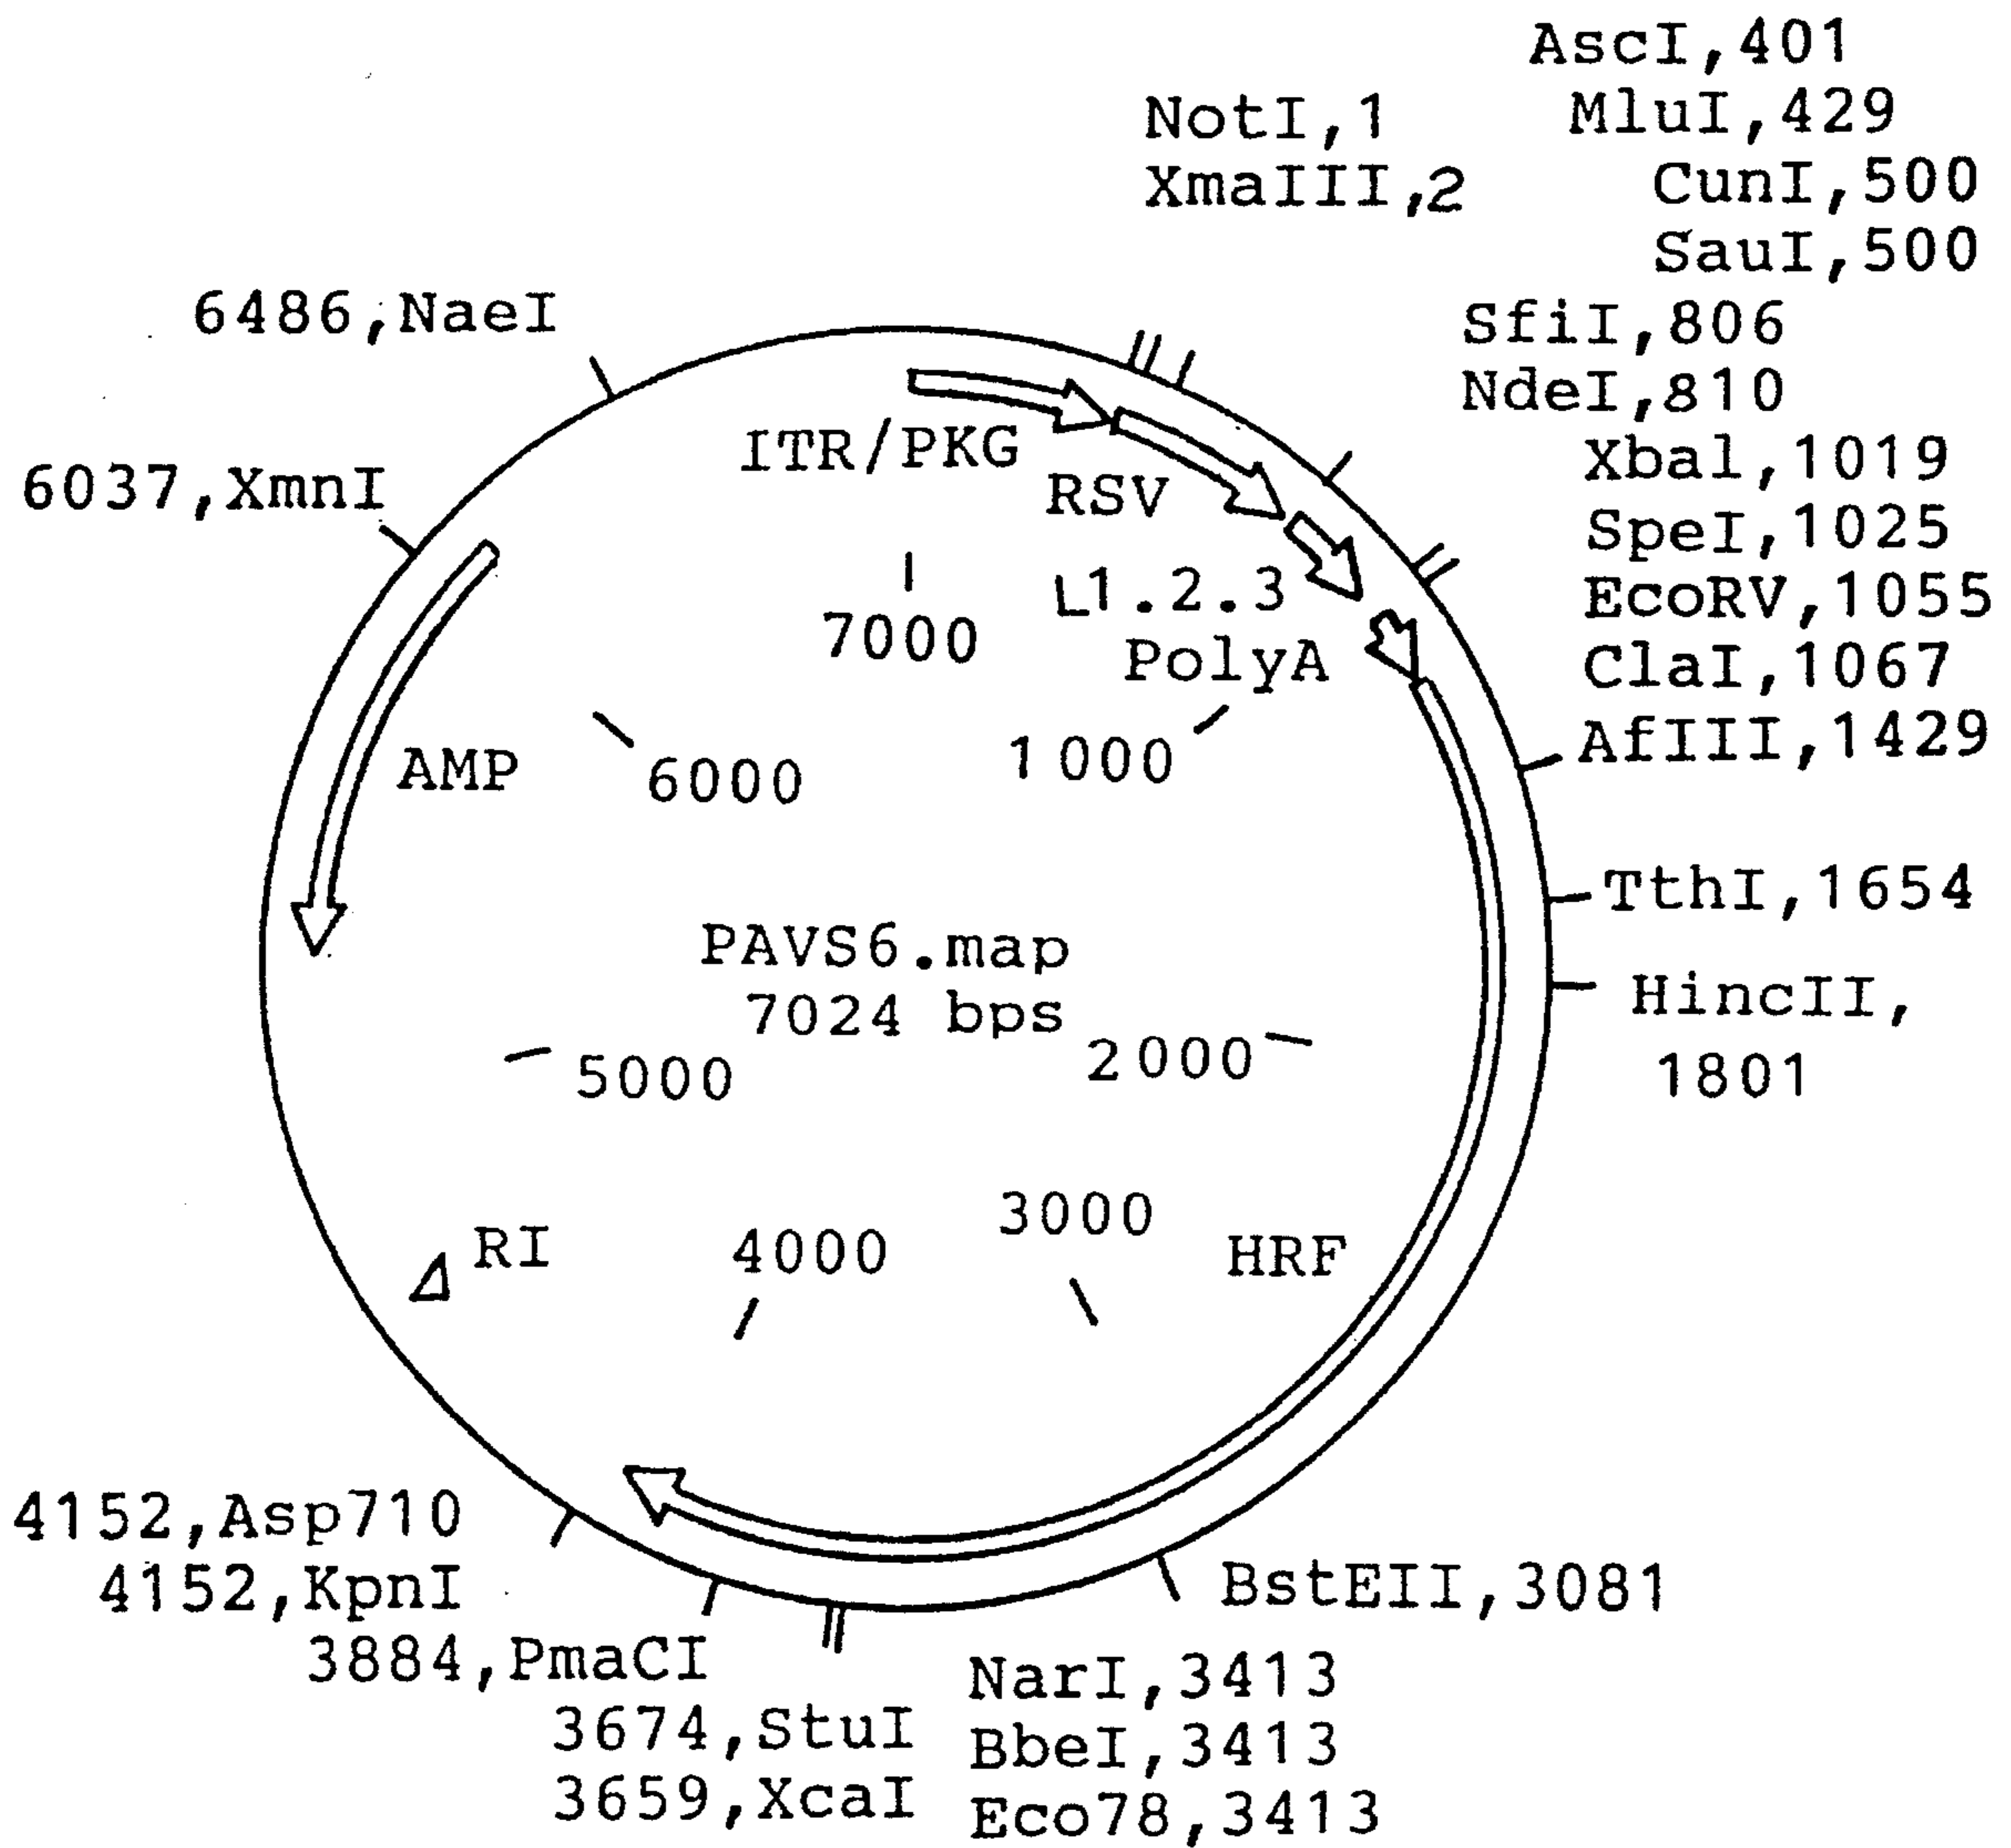 AscI,401
NotI,1
MluI,429
XmaIII,2
CunI,500
SauI,500
6486,NaeI
SfiI,806
NdeI,810
ITR/PKG
XbaI,1019
6037,XmnI
RSV
SpeI,1025
L1.2.3
EcoRV,1055
7000
PolyA
ClaI,1067
AMP
6000
1000
AfIII,1429
TthI,1654
PAVS6.map
7024 bps
HincII,
1801
5000
2000
RI
4000
3000
HRF
4152,Asp710
4152,KpnI
BstEII,3081
3884,PmaCI
NarI,3413
3674,StuI
BbeI,3413
3659,XcaI
Eco78,3413